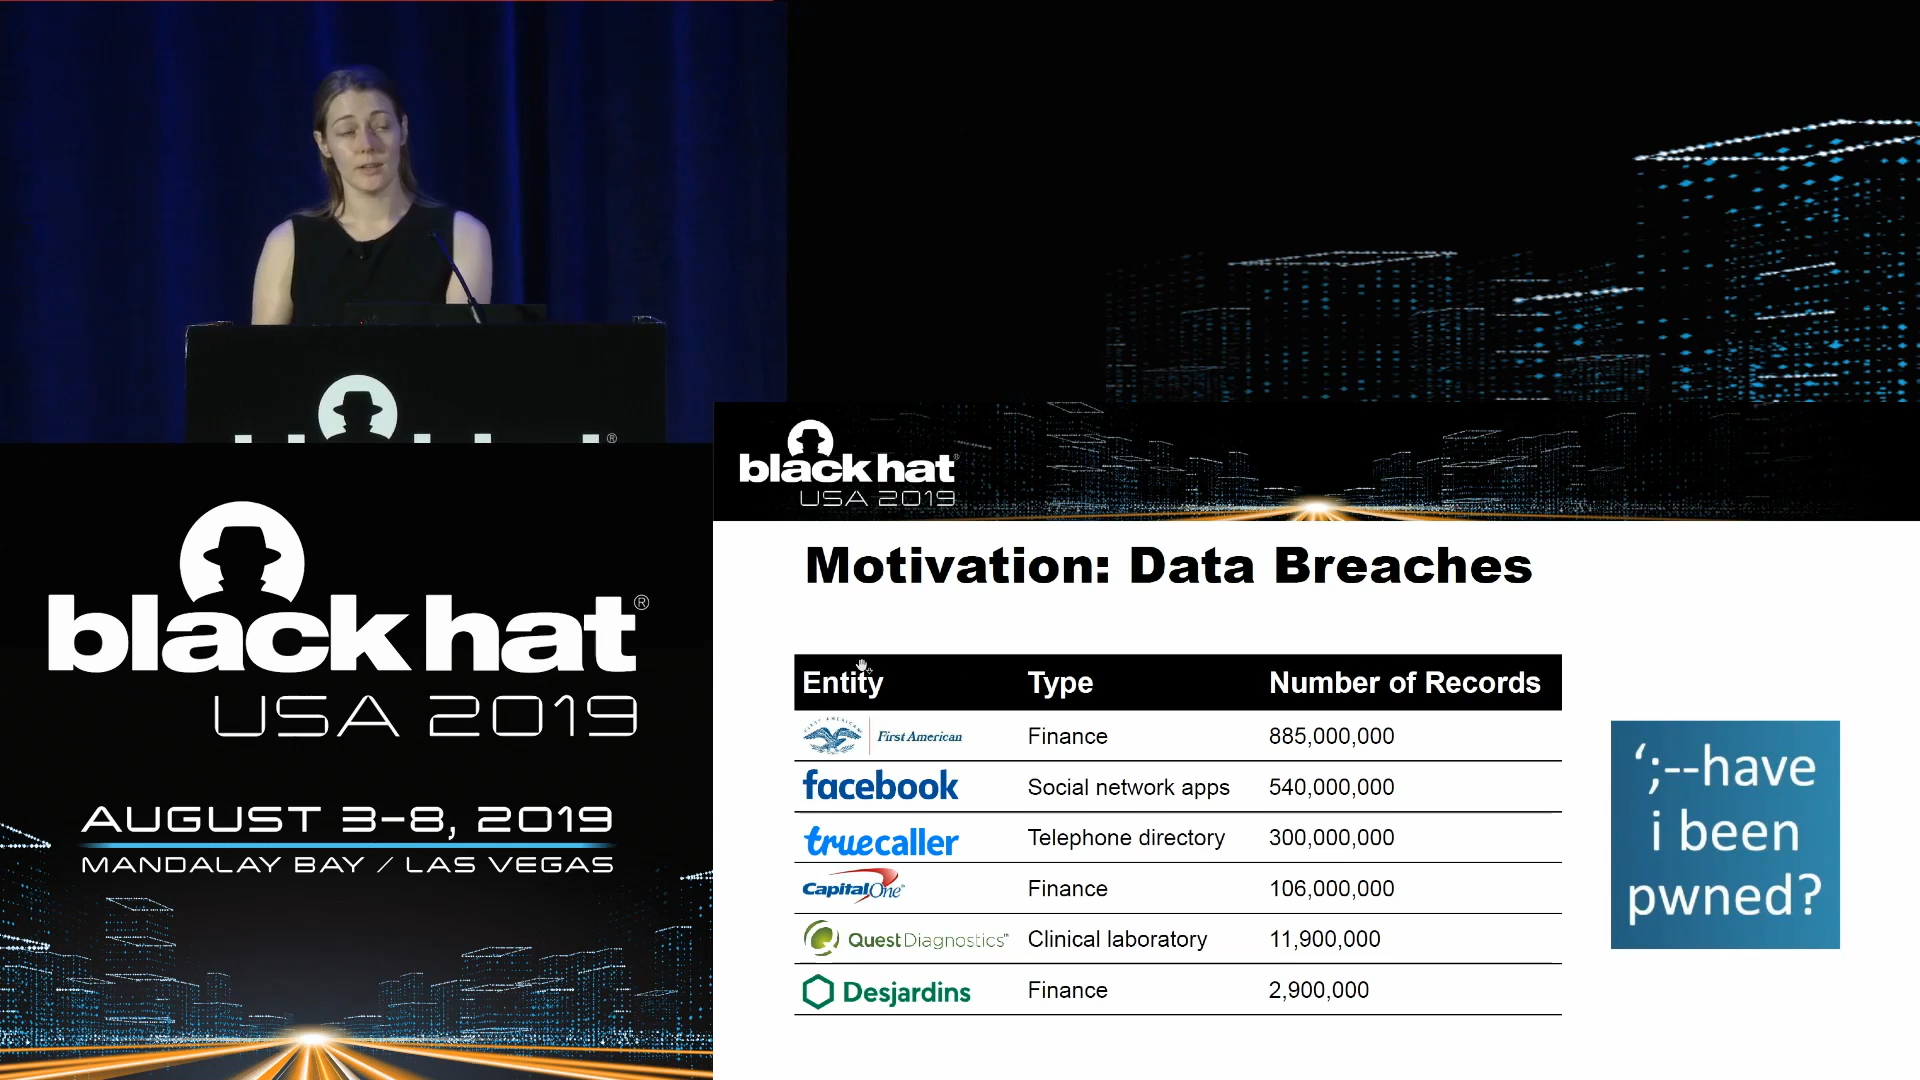 ®
black hat®
USA 2019
AUGUST 3-8, 2019
MANDALAY BAY / LAS VEGAS
black hat®
USA 2019
Motivation: Data Breaches
Entity Type Number of Records
FIRST AMERICAN First American Finance 885,000,000
facebook Social network apps 540,000,000
truecaller Telephone directory 300,000,000
Capital One Finance 106,000,000
Quest Diagnostics™ Clinical laboratory 11,900,000
Desjardins Finance 2,900,000
‘;--have
i been
pwned?